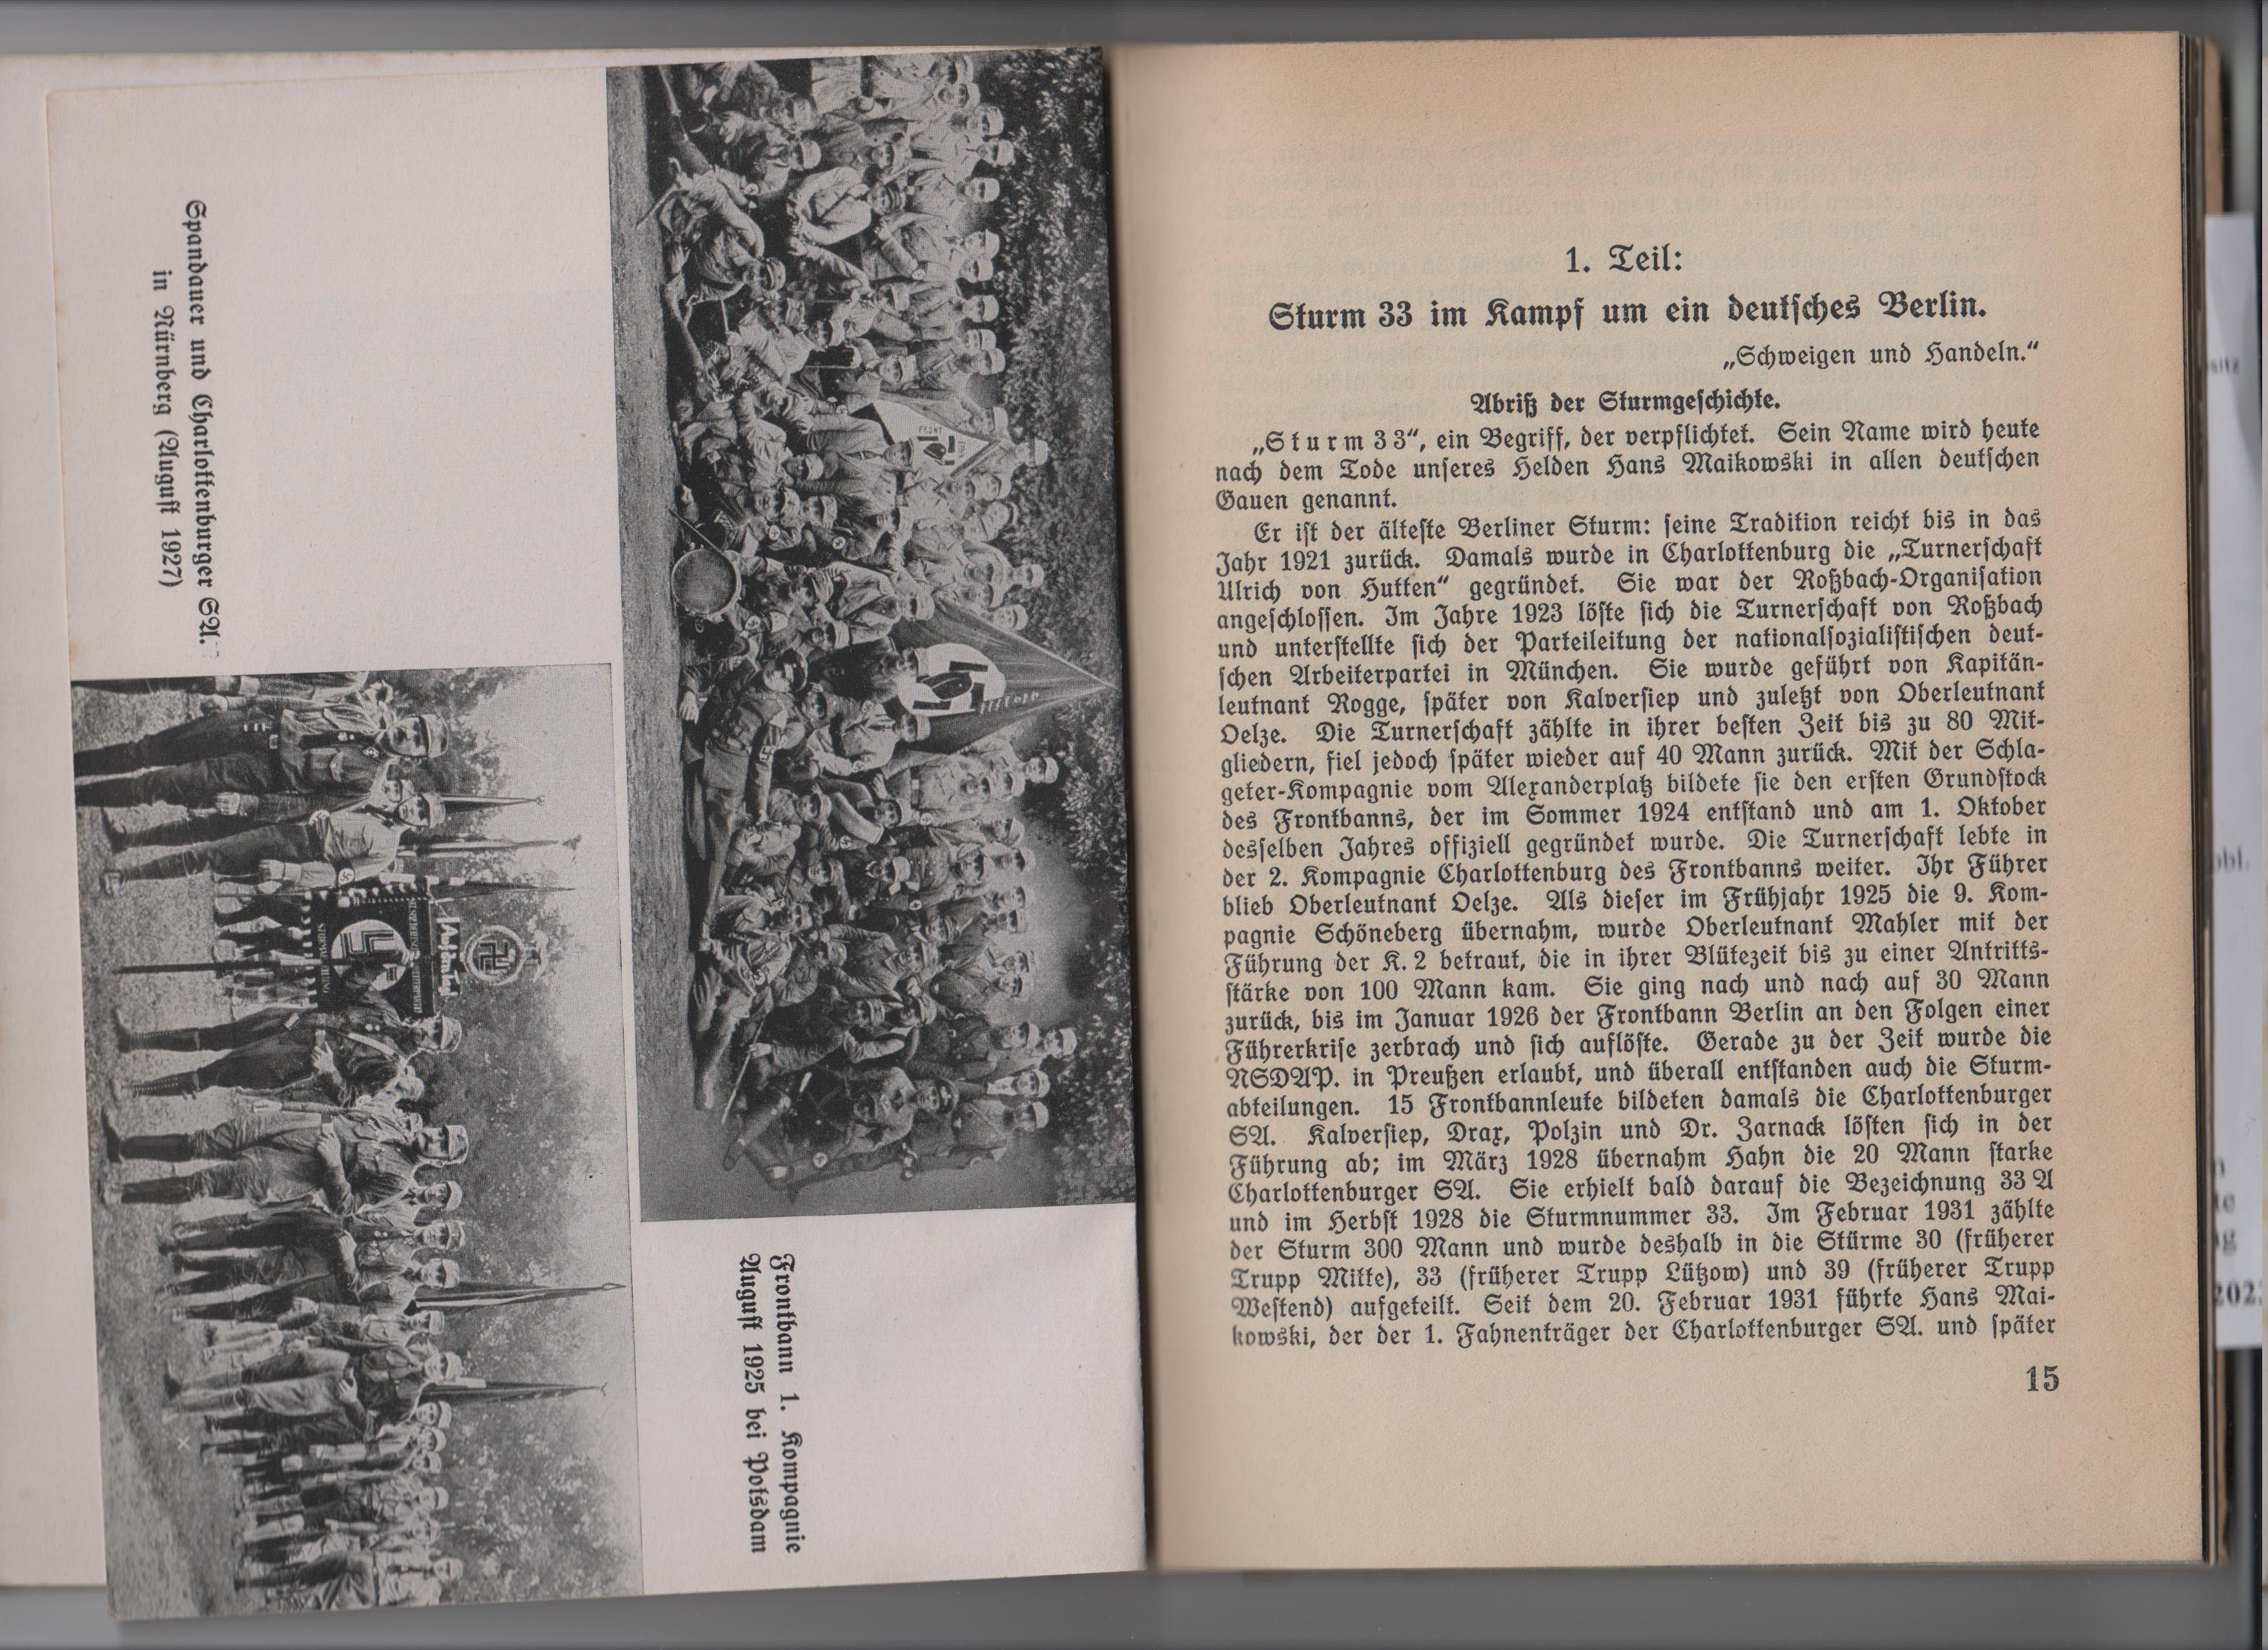 Spandauer und Charlottenburger SA.
in Nürnberg (August 1927)
Frontbann 1. Kompagnie
August 1925 bei Potsdam
FRONT
1. Teil:
Sturm 33 im Kampf um ein deutsches Berlin.
„Schweigen und Handeln.“
Abriß der Sturmgeschichte.
„Sturm 33“, ein Begriff, der verpflichtet. Sein Name wird heute
nach dem Tode unseres Helden Hans Maikowski in allen deutschen
Gauen genannt.
Er ist der älteste Berliner Sturm: seine Tradition reicht bis in das
Jahr 1921 zurück. Damals wurde in Charlottenburg die „Turnerschaft
Ulrich von Hutten“ gegründet. Sie war der Roßbach-Organisation
angeschlossen. Im Jahre 1923 löste sich die Turnerschaft von Roßbach
und unterstellte sich der Parteileitung der nationalsozialistischen deut-
schen Arbeiterpartei in München. Sie wurde geführt von Kapitän-
leutnant Rogge, später von Kalversiep und zuletzt von Oberleutnant
Oelze. Die Turnerschaft zählte in ihrer besten Zeit bis zu 80 Mit-
gliedern, fiel jedoch später wieder auf 40 Mann zurück. Mit der Schla-
geter-Kompagnie vom Alexanderplatz bildete sie den ersten Grundstock
des Frontbanns, der im Sommer 1924 entstand und am 1. Oktober
desselben Jahres offiziell gegründet wurde. Die Turnerschaft lebte in
der 2. Kompagnie Charlottenburg des Frontbanns weiter. Ihr Führer
blieb Oberleutnant Oelze. Als dieser im Frühjahr 1925 die 9. Kom-
pagnie Schöneberg übernahm, wurde Oberleutnant Mahler mit der
Führung der K. 2 betraut, die in ihrer Blütezeit bis zu einer Antritts-
stärke von 100 Mann kam. Sie ging nach und nach auf 30 Mann
zurück, bis im Januar 1926 der Frontbann Berlin an den Folgen einer
Führerkrise zerbrach und sich auflöste. Gerade zu der Zeit wurde die
NSDAP. in Preußen erlaubt, und überall entstanden auch die Sturm-
abteilungen. 15 Frontbannleute bildeten damals die Charlottenburger
SA. Kalversiep, Drax, Polzin und Dr. Zarnack lösten sich in der
Führung ab; im März 1928 übernahm Hahn die 20 Mann starke
Charlottenburger SA. Sie erhielt bald darauf die Bezeichnung 33 A
und im Herbst 1928 die Sturmnummer 33. Im Februar 1931 zählte
der Sturm 300 Mann und wurde deshalb in die Stürme 30 (früherer
Trupp Mitte), 33 (früherer Trupp Lützow) und 39 (früherer Trupp
Westend) aufgeteilt. Seit dem 20. Februar 1931 führte Hans Mai-
kowski, der der 1. Fahnenträger der Charlottenburger SA. und später
15